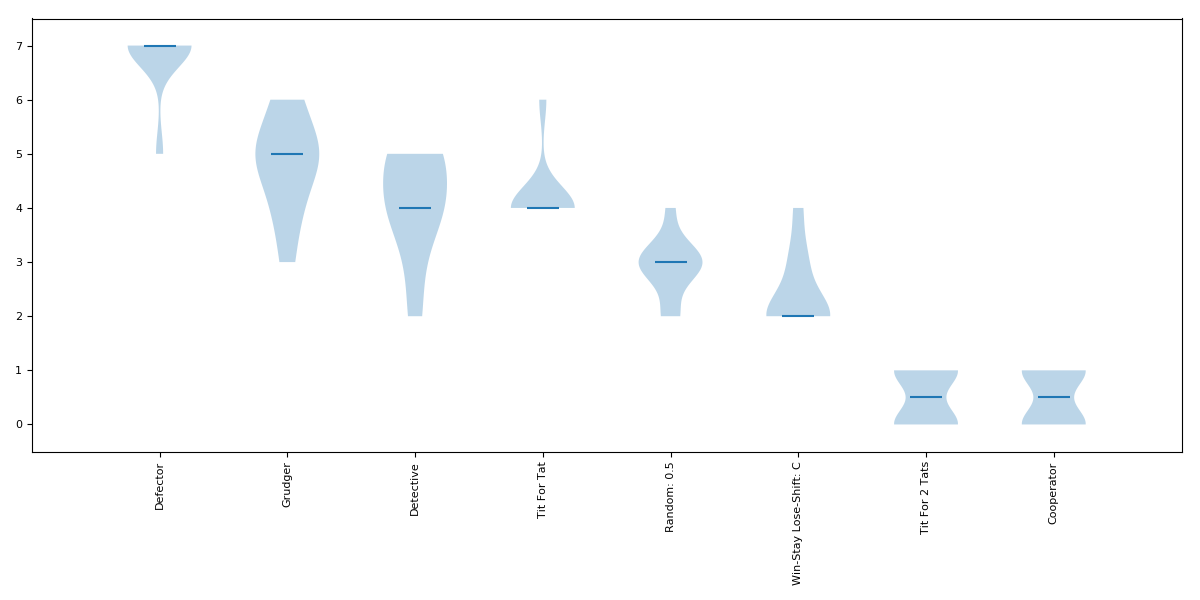 7
6
5
4
3
2
1
0
Defector
Grudger
Detective
Tit For Tat
Random: 0.5
Win-Stay Lose-Shift: C
Tit For 2 Tats
Cooperator